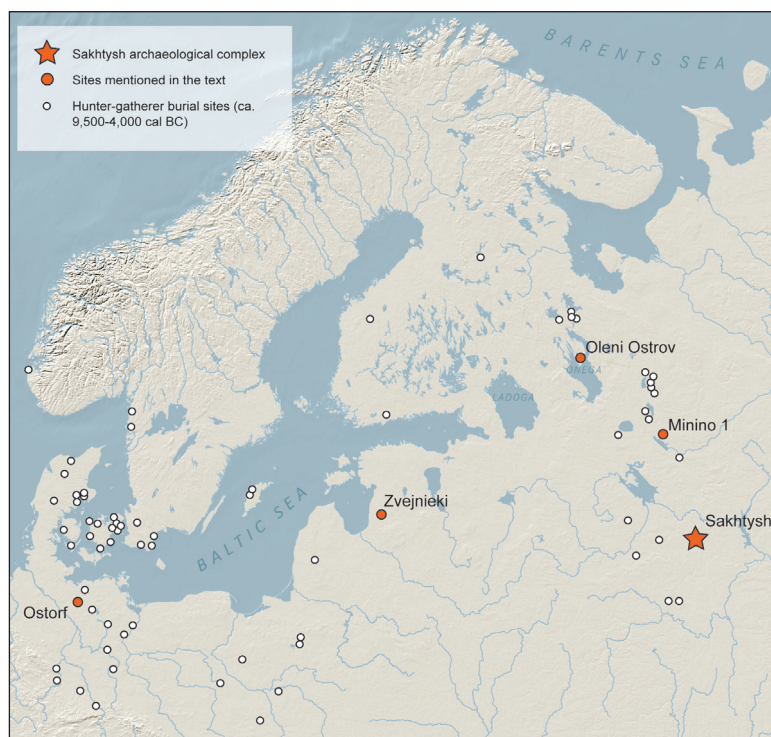 Sakhtysh archaeological complex
Sites mentioned in the text
Hunter-gatherer burial sites (ca.
9,500-4,000 cal BC)
BARENTS SEA
Oleni Ostrov
ONEGA
LADOGA
Minino 1
Zvejnieki
Sakhtysh
BALTIC SEA
Ostorf